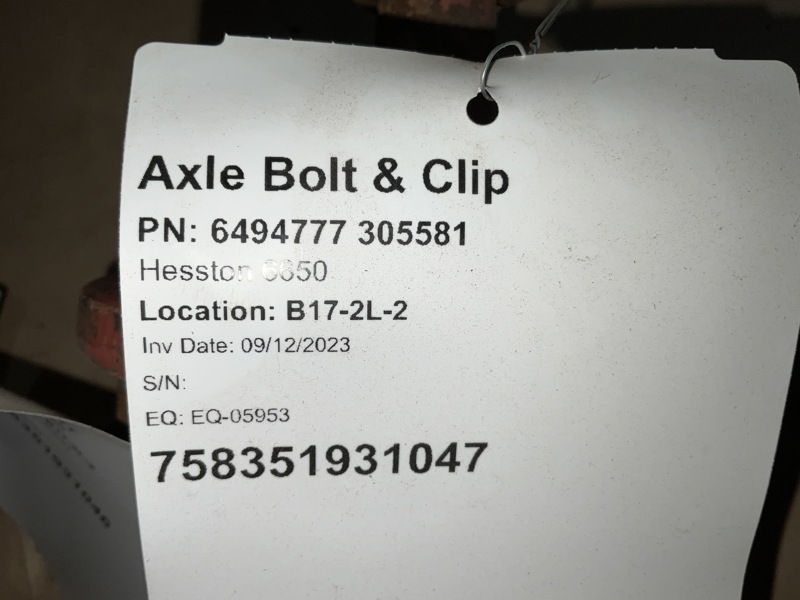 Axle Bolt & Clip
PN: 6494777 305581
Hesston 6650
Location: B17-2L-2
Inv Date: 09/12/2023
S/N:
EQ: EQ-05953
758351931047